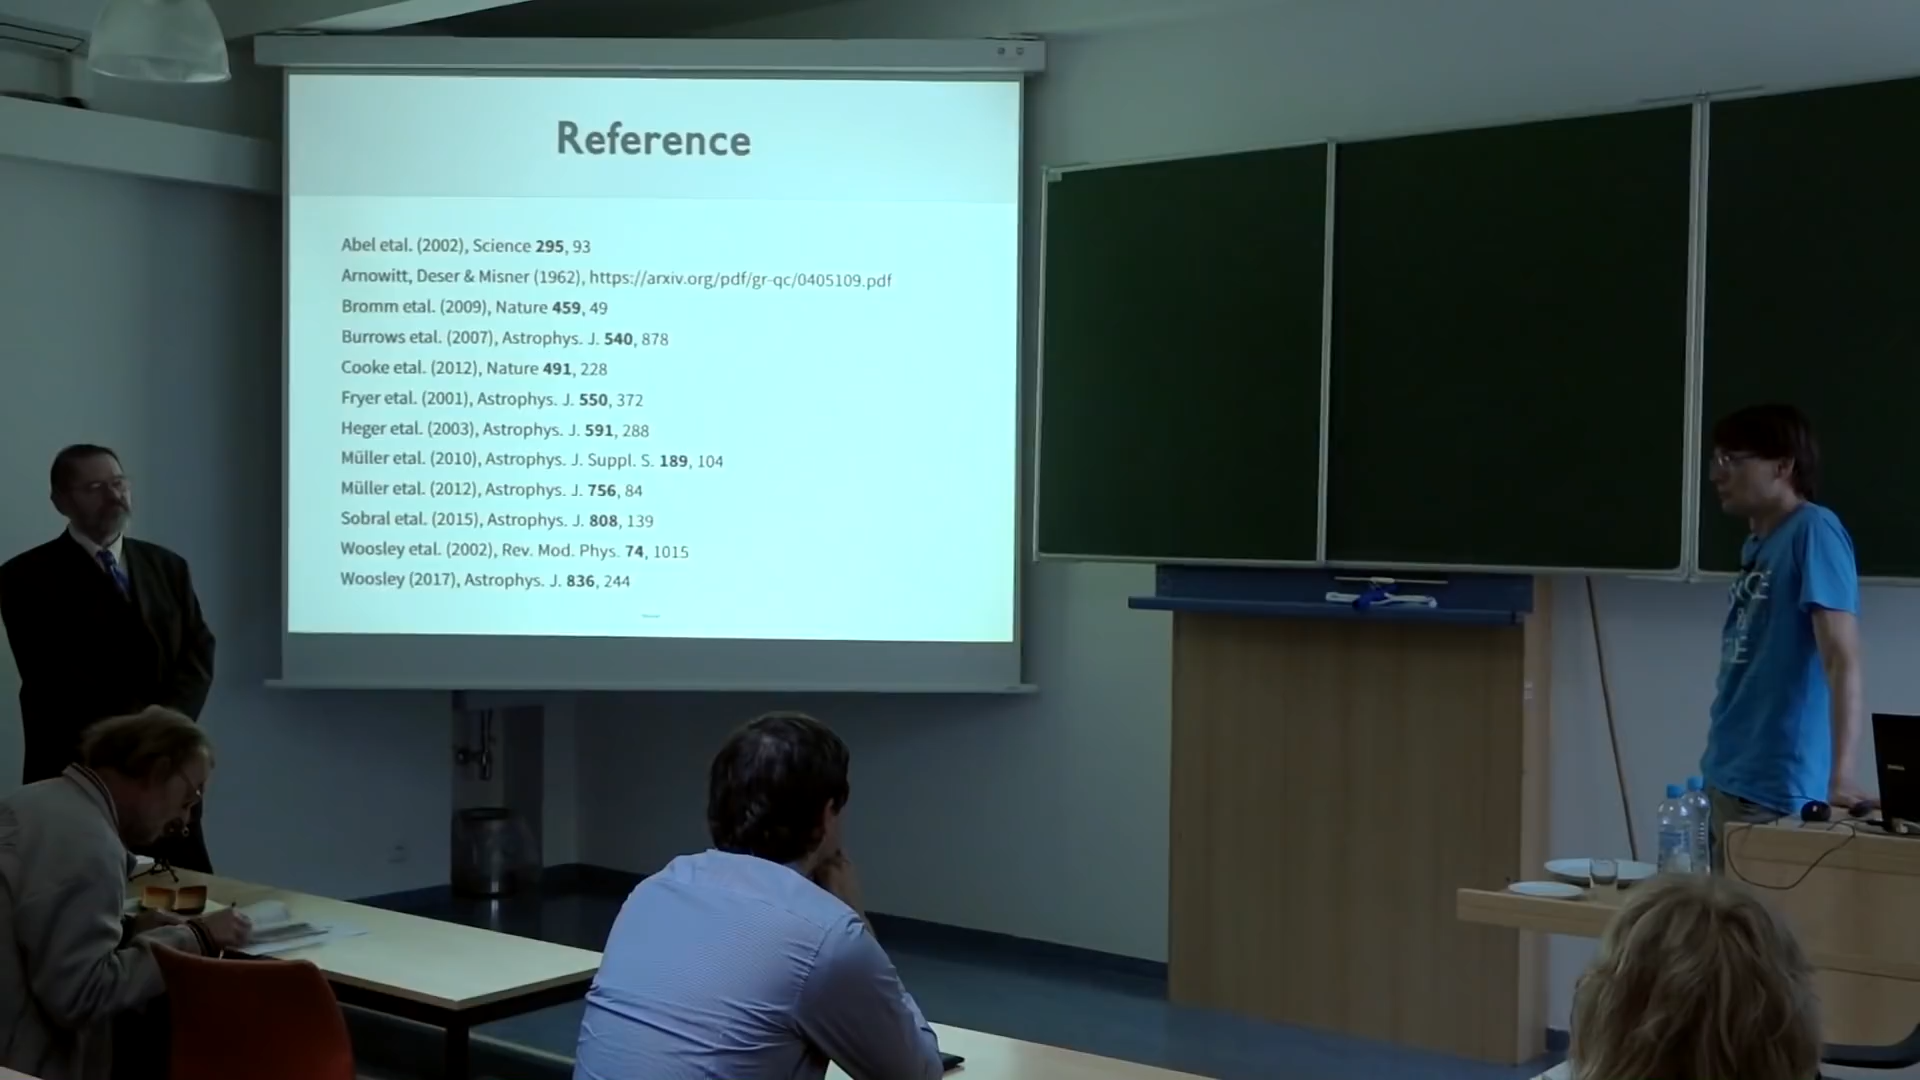 Reference
Abel etal. (2002), Science 295, 93
Arnowitt, Deser & Misner (1962), https://arxiv.org/pdf/gr-qc/0405109.pdf
Bromm etal. (2009), Nature 459, 49
Burrows etal. (2007), Astrophys. J. 540, 878
Cooke etal. (2012), Nature 491, 228
Fryer etal. (2001), Astrophys. J. 550, 372
Heger etal. (2003), Astrophys. J. 591, 288
Müller etal. (2010), Astrophys. J. Suppl. S. 189, 104
Müller etal. (2012), Astrophys. J. 756, 84
Sobral etal. (2015), Astrophys. J. 808, 139
Woosley etal. (2002), Rev. Mod. Phys. 74, 1015
Woosley (2017), Astrophys. J. 836, 244